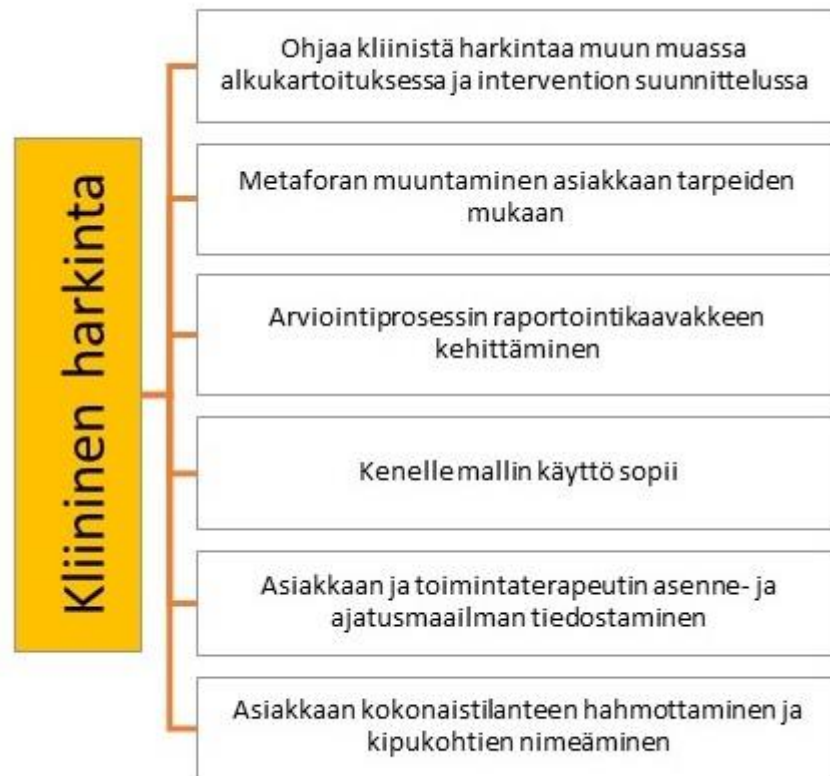 Kliininen harkinta
Ohjaa kliinistä harkintaa muun muassa
alkukartoituksessa ja intervention suunnittelussa
Metaforan muuntaminen asiakkaan tarpeiden
mukaan
Arviointiprosessin raportointikaavakkeen
kehittäminen
Kenelle mallin käyttö sopii
Asiakkaan ja toimintaterapeutin asenne- ja
ajatusmaailman tiedostaminen
Asiakkaan kokonaistilanteen hahmottaminen ja
kipukohtien nimeäminen